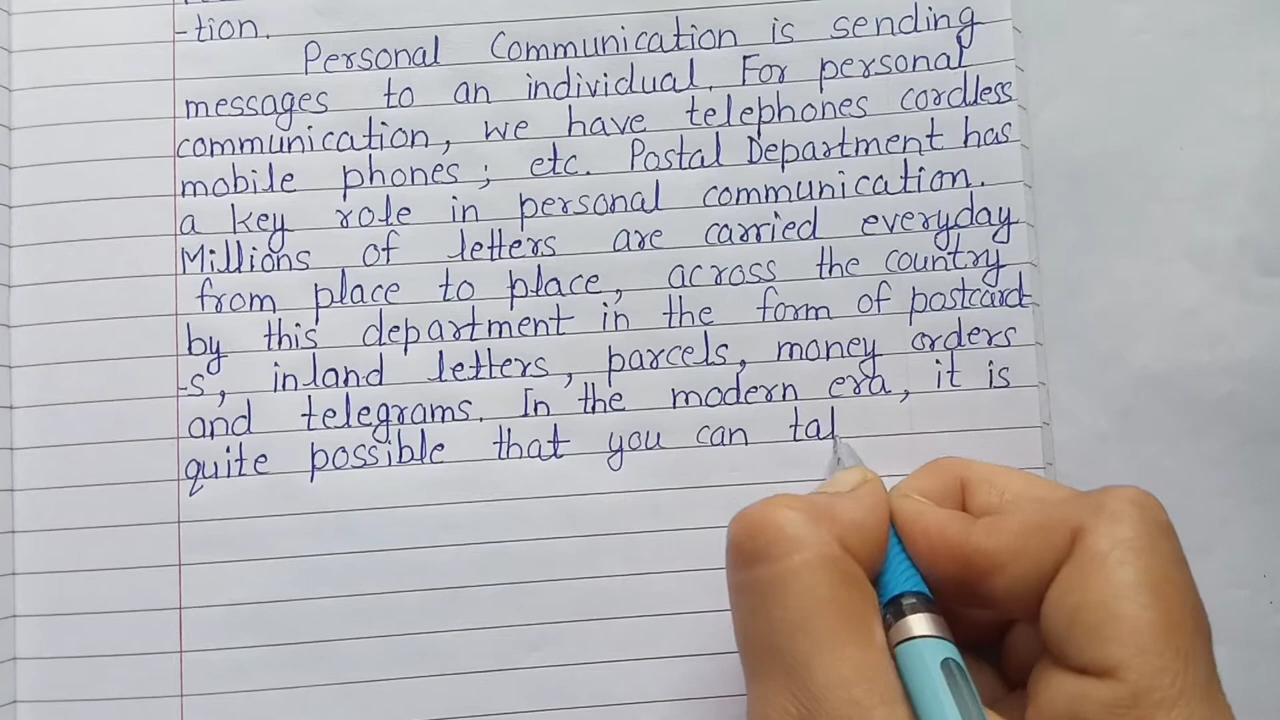 -tion.
Personal Communication is sending
messages to an individual. For personal
communication, we have telephones cordless
mobile phones; etc. Postal Department has
a key role in personal communication.
Millions of letters are carried everyday
from place to place, across the country
by this department in the form of postcard
-s, inland letters, parcels, money orders
and telegrams. In the modern era, it is
quite possible that you can tal